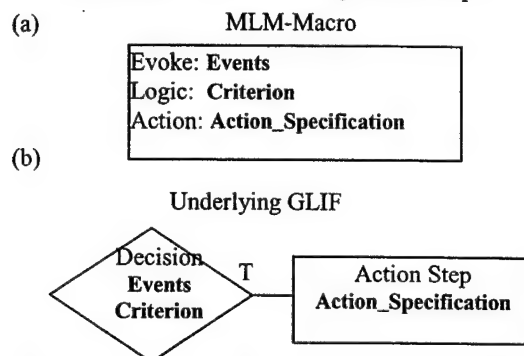 (a)
MLM-Macro
Evoke: Events
Logic: Criterion
Action: Action_Specification
(b)
Underlying GLIF
Decision
Events
Criterion
T
Action Step
Action_Specification